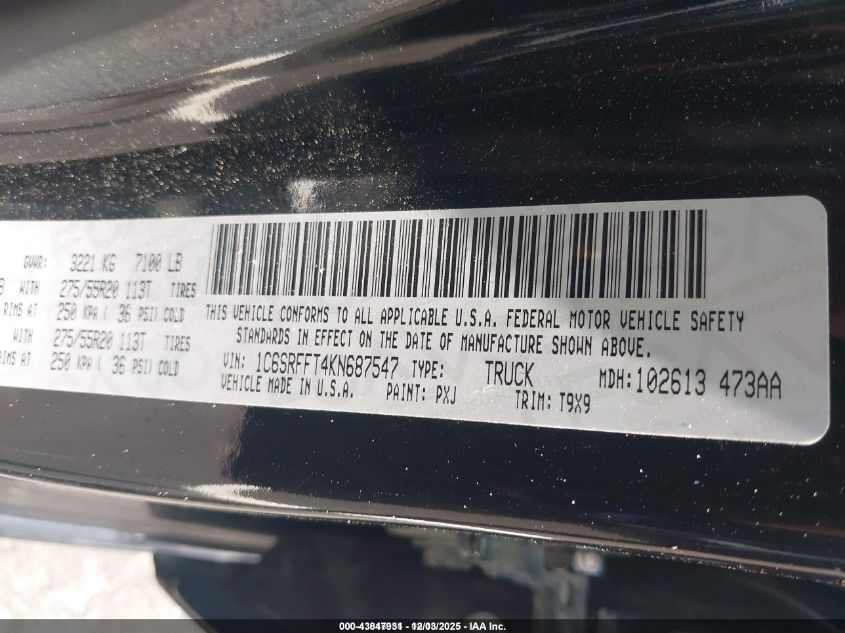 GVWR: 3221 KG 7100 LB
B WITH 275/55R20 113T TIRES
RIMS AT 250 KPA ( 36 PSI) COLD
WITH 275/55R20 113T TIRES
RIMS AT 250 KPA ( 36 PSI) COLD
THIS VEHICLE CONFORMS TO ALL APPLICABLE U.S.A. FEDERAL MOTOR VEHICLE SAFETY
STANDARDS IN EFFECT ON THE DATE OF MANUFACTURE SHOWN ABOVE.
VIN: 1C6SRFFT4KN687547 TYPE: TRUCK MDH: 102613 473AA
VEHICLE MADE IN U.S.A. PAINT: PXJ TRIM: T9X9
000-43847931 - 12/03/2025 - IAA Inc.